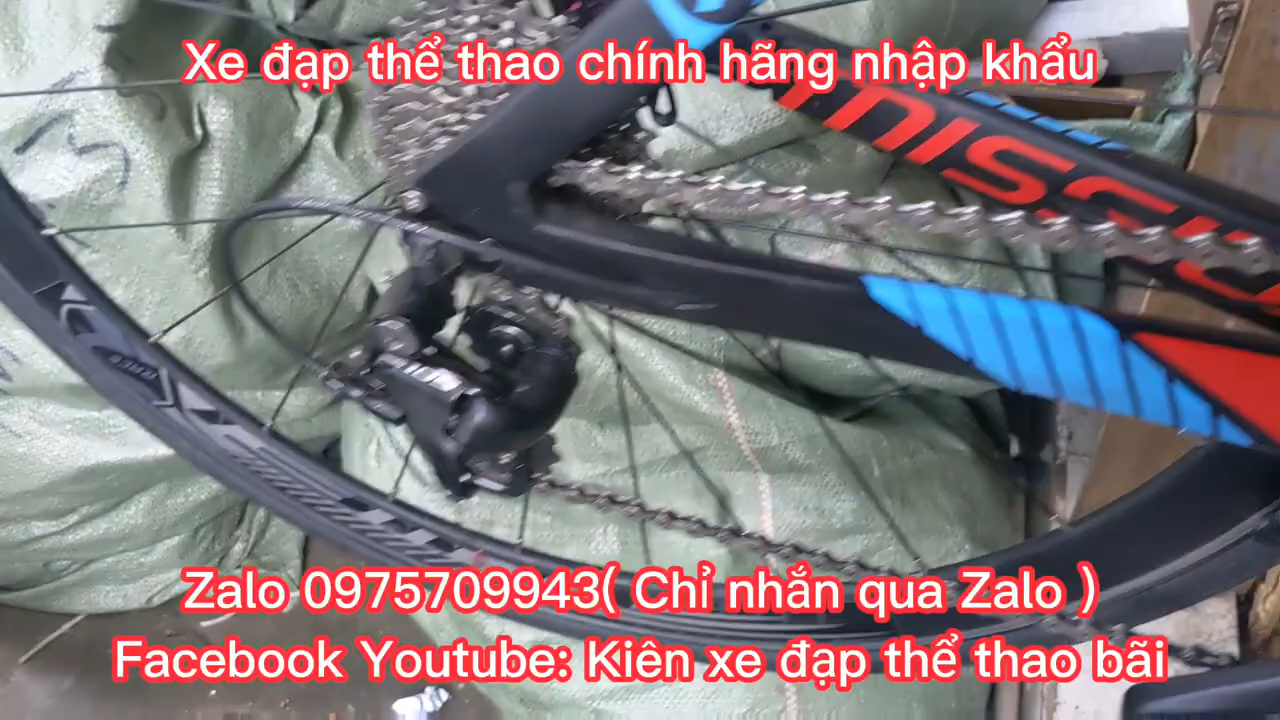 Xe đạp thể thao chính hãng nhập khẩu
Zalo 0975709943( Chỉ nhắn qua Zalo )
Facebook Youtube: Kiên xe đạp thể thao bãi